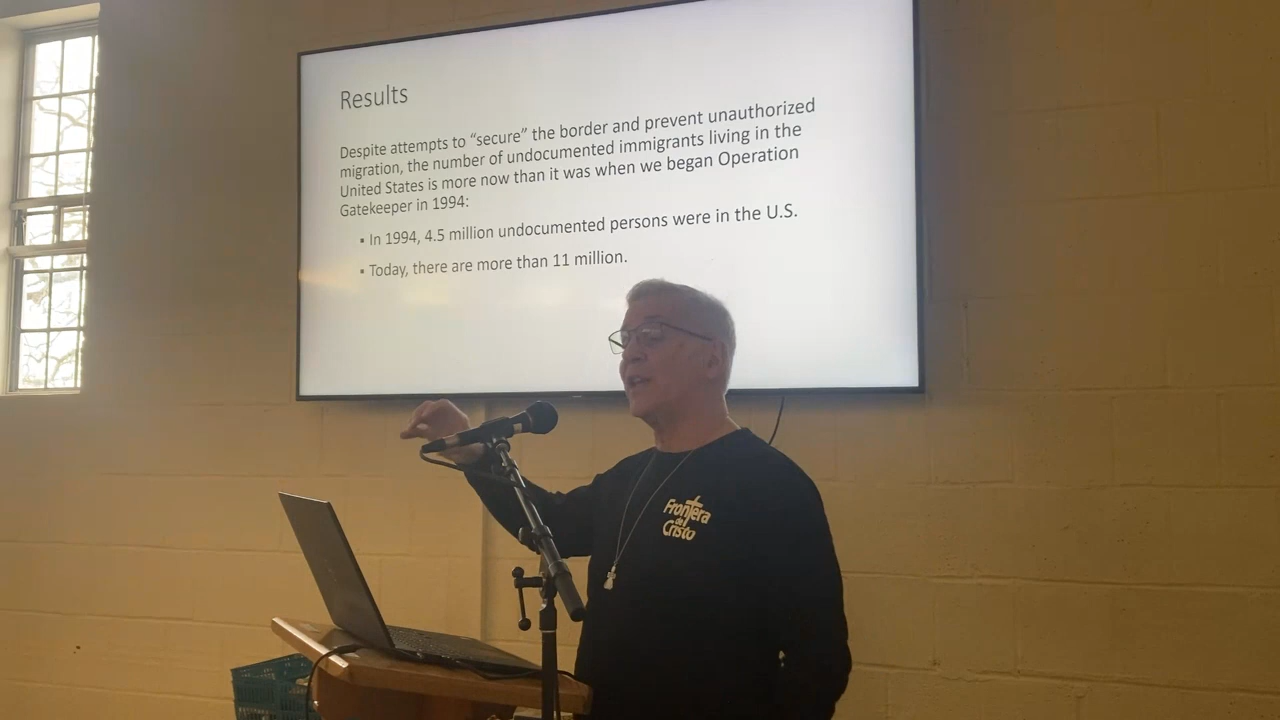 Results
Despite attempts to “secure” the border and prevent unauthorized
migration, the number of undocumented immigrants living in the
United States is more now than it was when we began Operation
Gatekeeper in 1994:
▪ In 1994, 4.5 million undocumented persons were in the U.S.
▪ Today, there are more than 11 million.
Frontera
de
Cristo